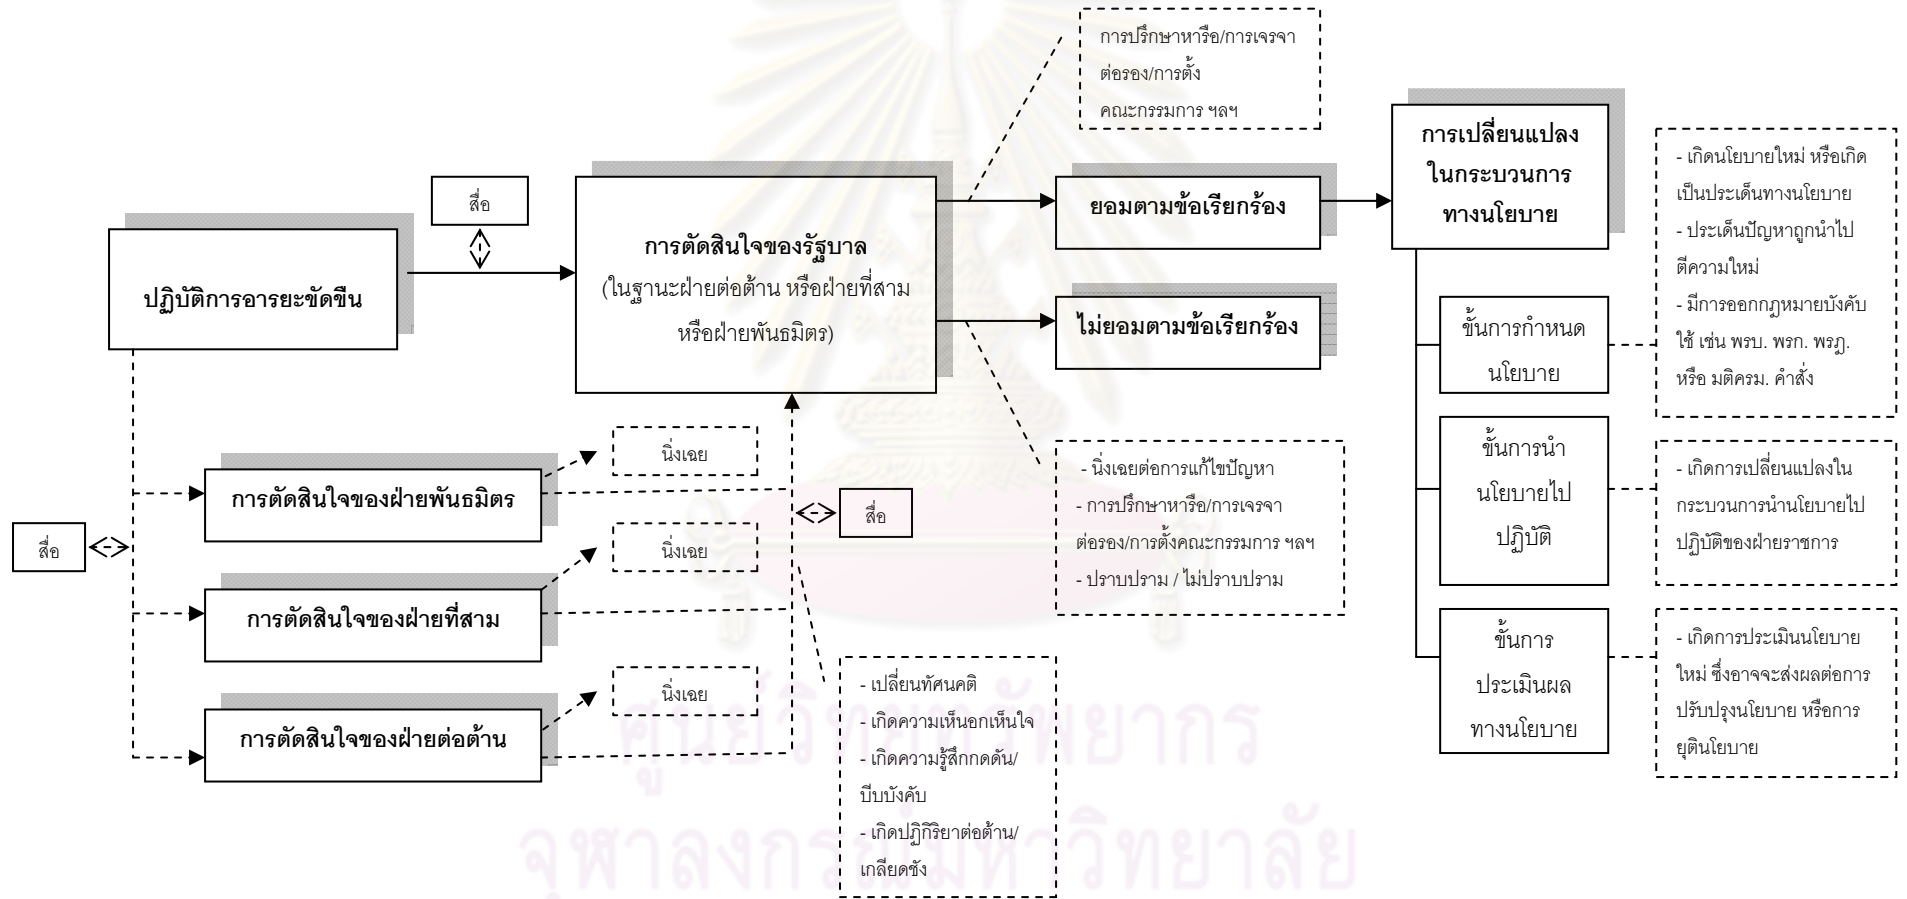 การปรึกษาหารือ/การเจรจา
ต่อรอง/การตั้ง
คณะกรรมการ ฯลฯ
การเปลี่ยนแปลง
ในกระบวนการ
ทางนโยบาย
- เกิดนโยบายใหม่ หรือเกิด
เป็นประเด็นทางนโยบาย
- ประเด็นปัญหาถูกนำไป
ตีความใหม่
- มีการออกกฎหมายบังคับ
ใช้ เช่น พรบ. พรก. พรฎ.
หรือ มติครม. คำสั่ง
สื่อ
ปฏิบัติการอารยะขัดขืน
การตัดสินใจของรัฐบาล
(ในฐานะฝ่ายต่อต้าน หรือฝ่ายที่สาม
หรือฝ่ายพันธมิตร)
ยอมตามข้อเรียกร้อง
ไม่ยอมตามข้อเรียกร้อง
ขั้นการกำหนด
นโยบาย
นิ่งเฉย
การตัดสินใจของฝ่ายพันธมิตร
สื่อ
สื่อ
นิ่งเฉย
การตัดสินใจของฝ่ายที่สาม
นิ่งเฉย
การตัดสินใจของฝ่ายต่อต้าน
- นิ่งเฉยต่อการแก้ไขปัญหา
- การปรึกษาหารือ/การเจรจา
ต่อรอง/การตั้งคณะกรรมการ ฯลฯ
- ปราบปราม / ไม่ปราบปราม
ขั้นการนำ
นโยบายไป
ปฏิบัติ
- เกิดการเปลี่ยนแปลงใน
กระบวนการนำนโยบายไป
ปฏิบัติของฝ่ายราชการ
ขั้นการ
ประเมินผล
ทางนโยบาย
- เกิดการประเมินนโยบาย
ใหม่ ซึ่งอาจจะส่งผลต่อการ
ปรับปรุงนโยบาย หรือการ
ยุตินโยบาย
- เปลี่ยนทัศนคติ
- เกิดความเห็นอกเห็นใจ
- เกิดความรู้สึกกดดัน/
บีบบังคับ
- เกิดปฏิกิริยาต่อต้าน/
เกลียดชัง
ศูนย์วิทยทรัพยากร
จุฬาลงกรณ์มหาวิทยาลัย